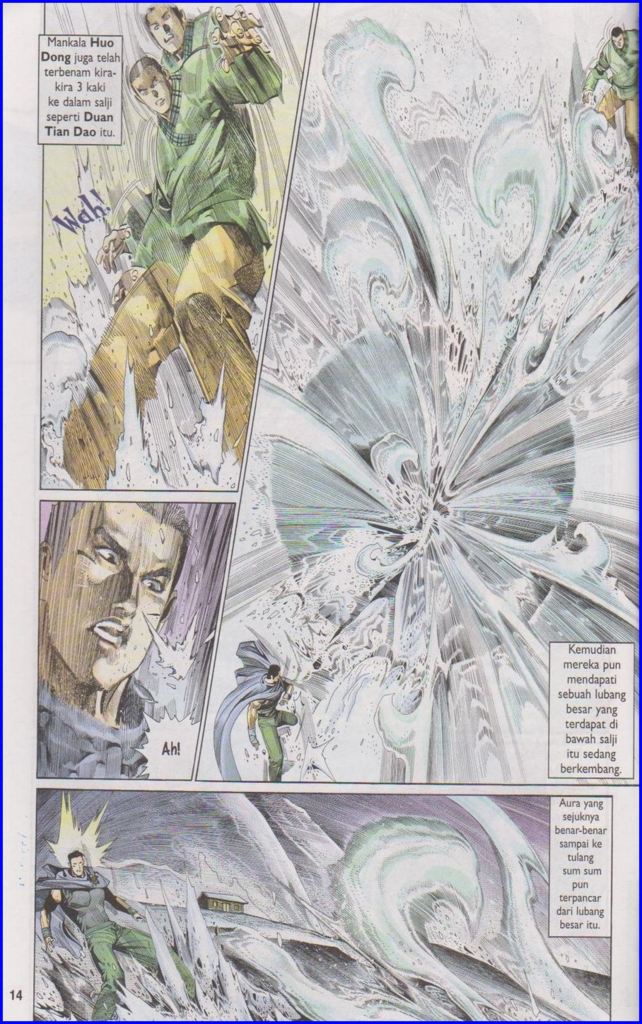 Mankala Huo
Dong juga telah
terbenam kira-
kira 3 kaki
ke dalam salji
seperti Duan
Tian Dao itu.
Wah!
Ah!
Kemudian
mereka pun
mendapati
sebuah lubang
besar yang
terdapat di
bawah salji
itu sedang
berkembang.
Aura yang
sejuknya
benar-benar
sampai ke
tulang
sum sum
pun
terpancar
dari lubang
besar itu.
14